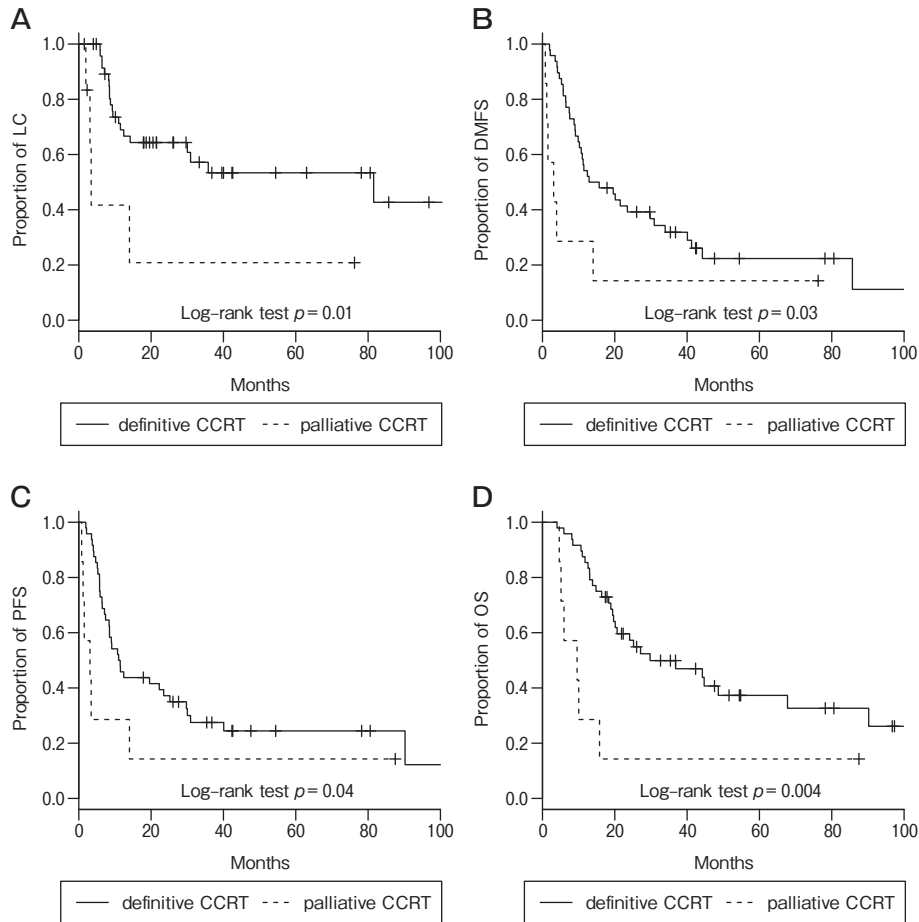 A
1.0
0.8
0.6
0.4
0.2
0.0
Proportion of LC
Log-rank test p = 0.01
0 20 40 60 80 100
Months
definitive CCRT palliative CCRT
B
1.0
0.8
0.6
0.4
0.2
0.0
Proportion of DMFS
Log-rank test p = 0.03
0 20 40 60 80 100
Months
definitive CCRT palliative CCRT
C
1.0
0.8
0.6
0.4
0.2
0.0
Proportion of PFS
Log-rank test p = 0.04
0 20 40 60 80 100
Months
definitive CCRT palliative CCRT
D
1.0
0.8
0.6
0.4
0.2
0.0
Proportion of OS
Log-rank test p = 0.004
0 20 40 60 80 100
Months
definitive CCRT palliative CCRT